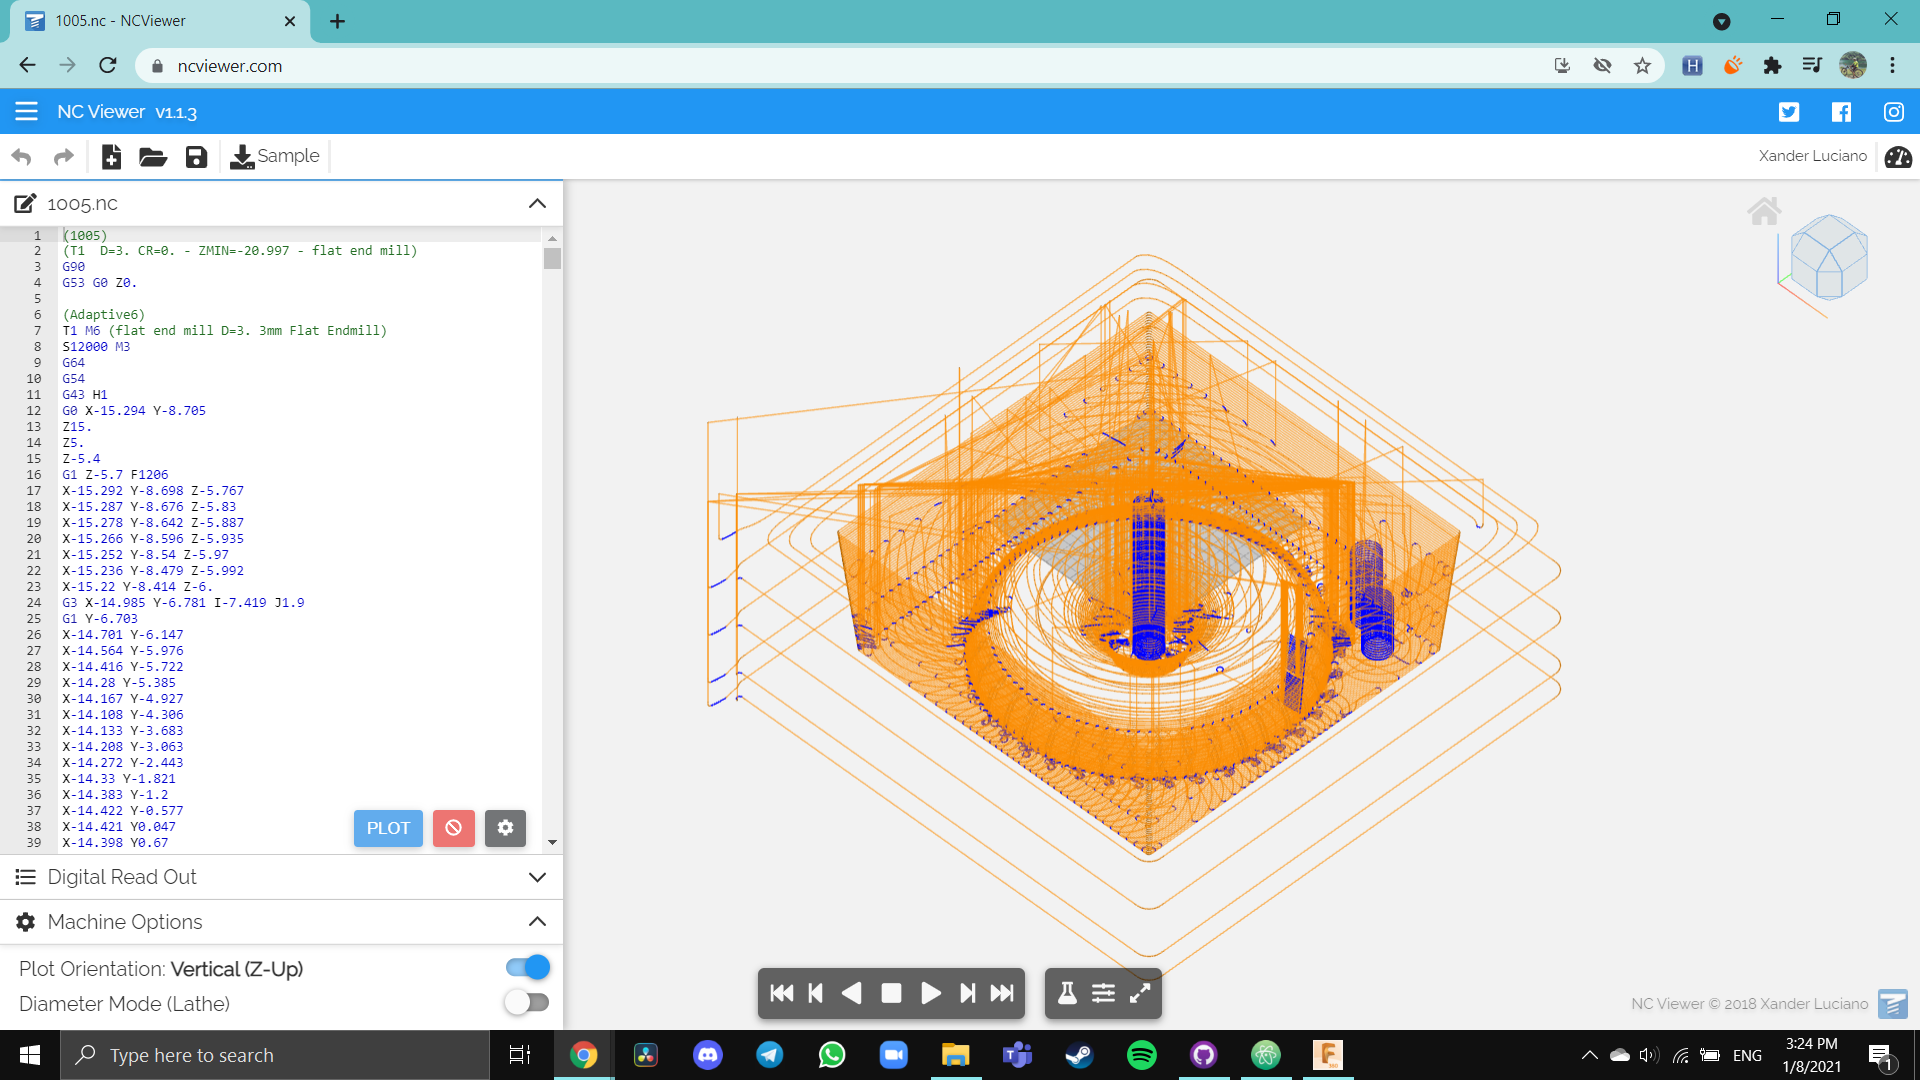 1005.nc - NCViewer
ncviewer.com
NC Viewer v1.1.3
Sample
Xander Luciano
1005.nc
1 (1005)
2 (T1 D=3. CR=0. - ZMIN=-20.997 - flat end mill)
3 G90
4 G53 G0 Z0.
5
6 (Adaptive6)
7 T1 M6 (flat end mill D=3. 3mm Flat Endmill)
8 S12000 M3
9 G64
10 G54
11 G43 H1
12 G0 X-15.294 Y-8.705
13 Z15.
14 Z5.
15 Z-5.4
16 G1 Z-5.7 F1206
17 X-15.292 Y-8.698 Z-5.767
18 X-15.287 Y-8.676 Z-5.83
19 X-15.278 Y-8.642 Z-5.887
20 X-15.266 Y-8.596 Z-5.935
21 X-15.252 Y-8.54 Z-5.97
22 X-15.236 Y-8.479 Z-5.992
23 X-15.22 Y-8.414 Z-6.
24 G3 X-14.985 Y-6.781 I-7.419 J1.9
25 G1 Y-6.703
26 X-14.701 Y-6.147
27 X-14.564 Y-5.976
28 X-14.416 Y-5.722
29 X-14.28 Y-5.385
30 X-14.167 Y-4.927
31 X-14.108 Y-4.306
32 X-14.133 Y-3.683
33 X-14.208 Y-3.063
34 X-14.272 Y-2.443
35 X-14.33 Y-1.821
36 X-14.383 Y-1.2
37 X-14.422 Y-0.577
38 X-14.421 Y0.047
39 X-14.398 Y0.67
PLOT
Digital Read Out
Machine Options
Plot Orientation: Vertical (Z-Up)
Diameter Mode (Lathe)
NC Viewer © 2018 Xander Luciano
Type here to search
ENG
3:24 PM
1/8/2021
1